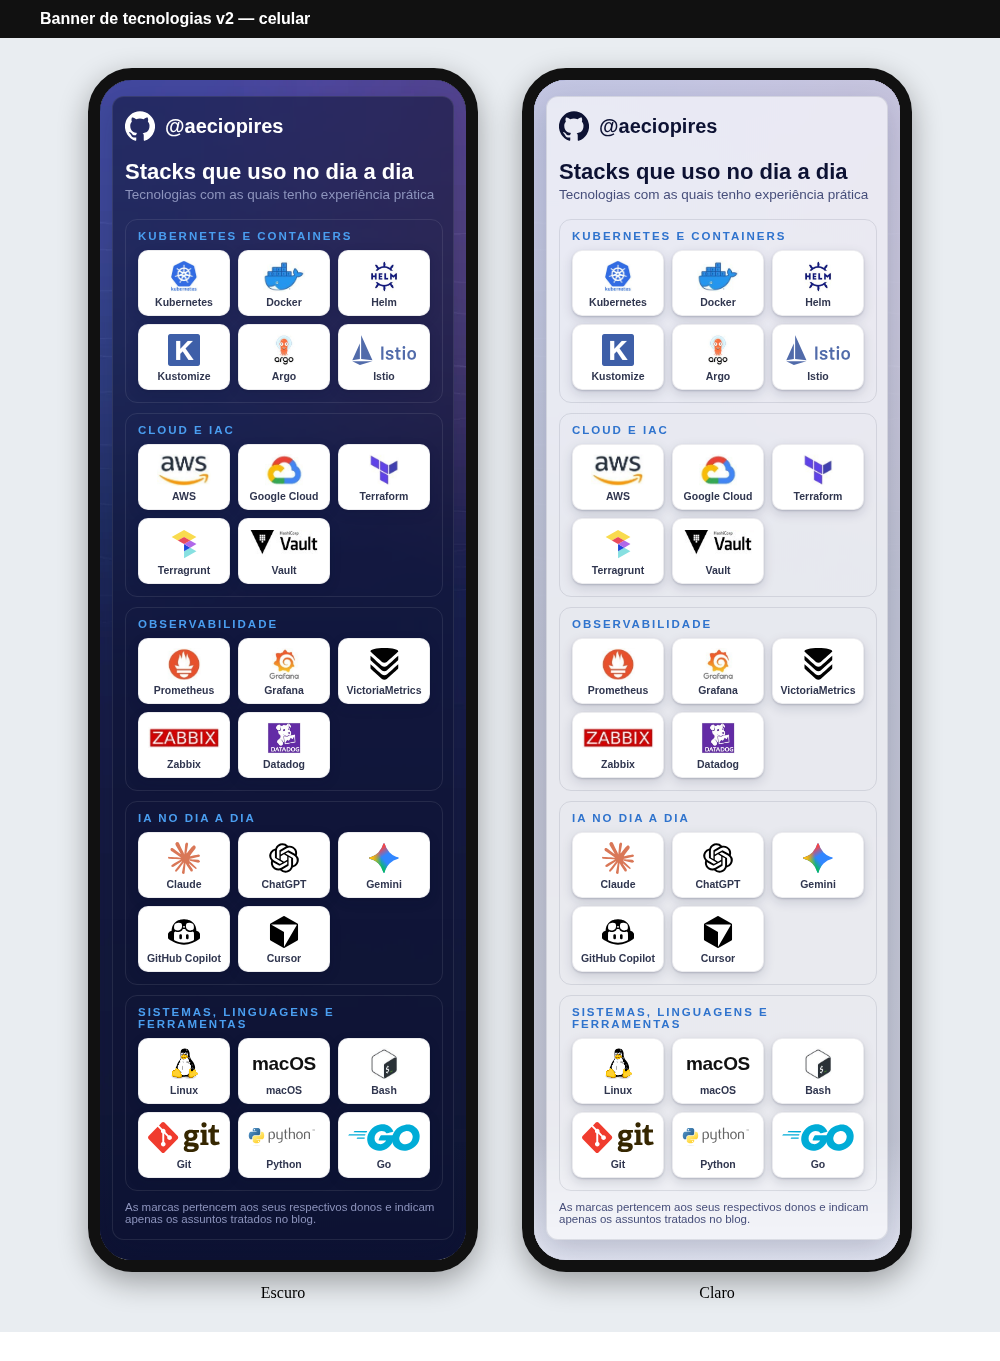 Banner de tecnologias v2 — celular
@aeciopires
Stacks que uso no dia a dia
Tecnologias com as quais tenho experiência prática
KUBERNETES E CONTAINERS
kubernetes
HELM
Kubernetes Docker Helm
K
argo
Istio
Kustomize Argo Istio
CLOUD E IAC
aws
AWS Google Cloud Terraform
HashiCorp
Vault
Terragrunt Vault
OBSERVABILIDADE
Grafana
Prometheus Grafana VictoriaMetrics
ZABBIX
DATADOG
Zabbix Datadog
IA NO DIA A DIA
Claude ChatGPT Gemini
GitHub Copilot Cursor
SISTEMAS, LINGUAGENS E
FERRAMENTAS
macOS
$
Linux macOS Bash
git
python™
GO
Git Python Go
As marcas pertencem aos seus respectivos donos e indicam
apenas os assuntos tratados no blog.
Escuro
@aeciopires
Stacks que uso no dia a dia
Tecnologias com as quais tenho experiência prática
KUBERNETES E CONTAINERS
kubernetes
HELM
Kubernetes Docker Helm
K
argo
Istio
Kustomize Argo Istio
CLOUD E IAC
aws
AWS Google Cloud Terraform
HashiCorp
Vault
Terragrunt Vault
OBSERVABILIDADE
Grafana
Prometheus Grafana VictoriaMetrics
ZABBIX
DATADOG
Zabbix Datadog
IA NO DIA A DIA
Claude ChatGPT Gemini
GitHub Copilot Cursor
SISTEMAS, LINGUAGENS E
FERRAMENTAS
macOS
$
Linux macOS Bash
git
python™
GO
Git Python Go
As marcas pertencem aos seus respectivos donos e indicam
apenas os assuntos tratados no blog.
Claro